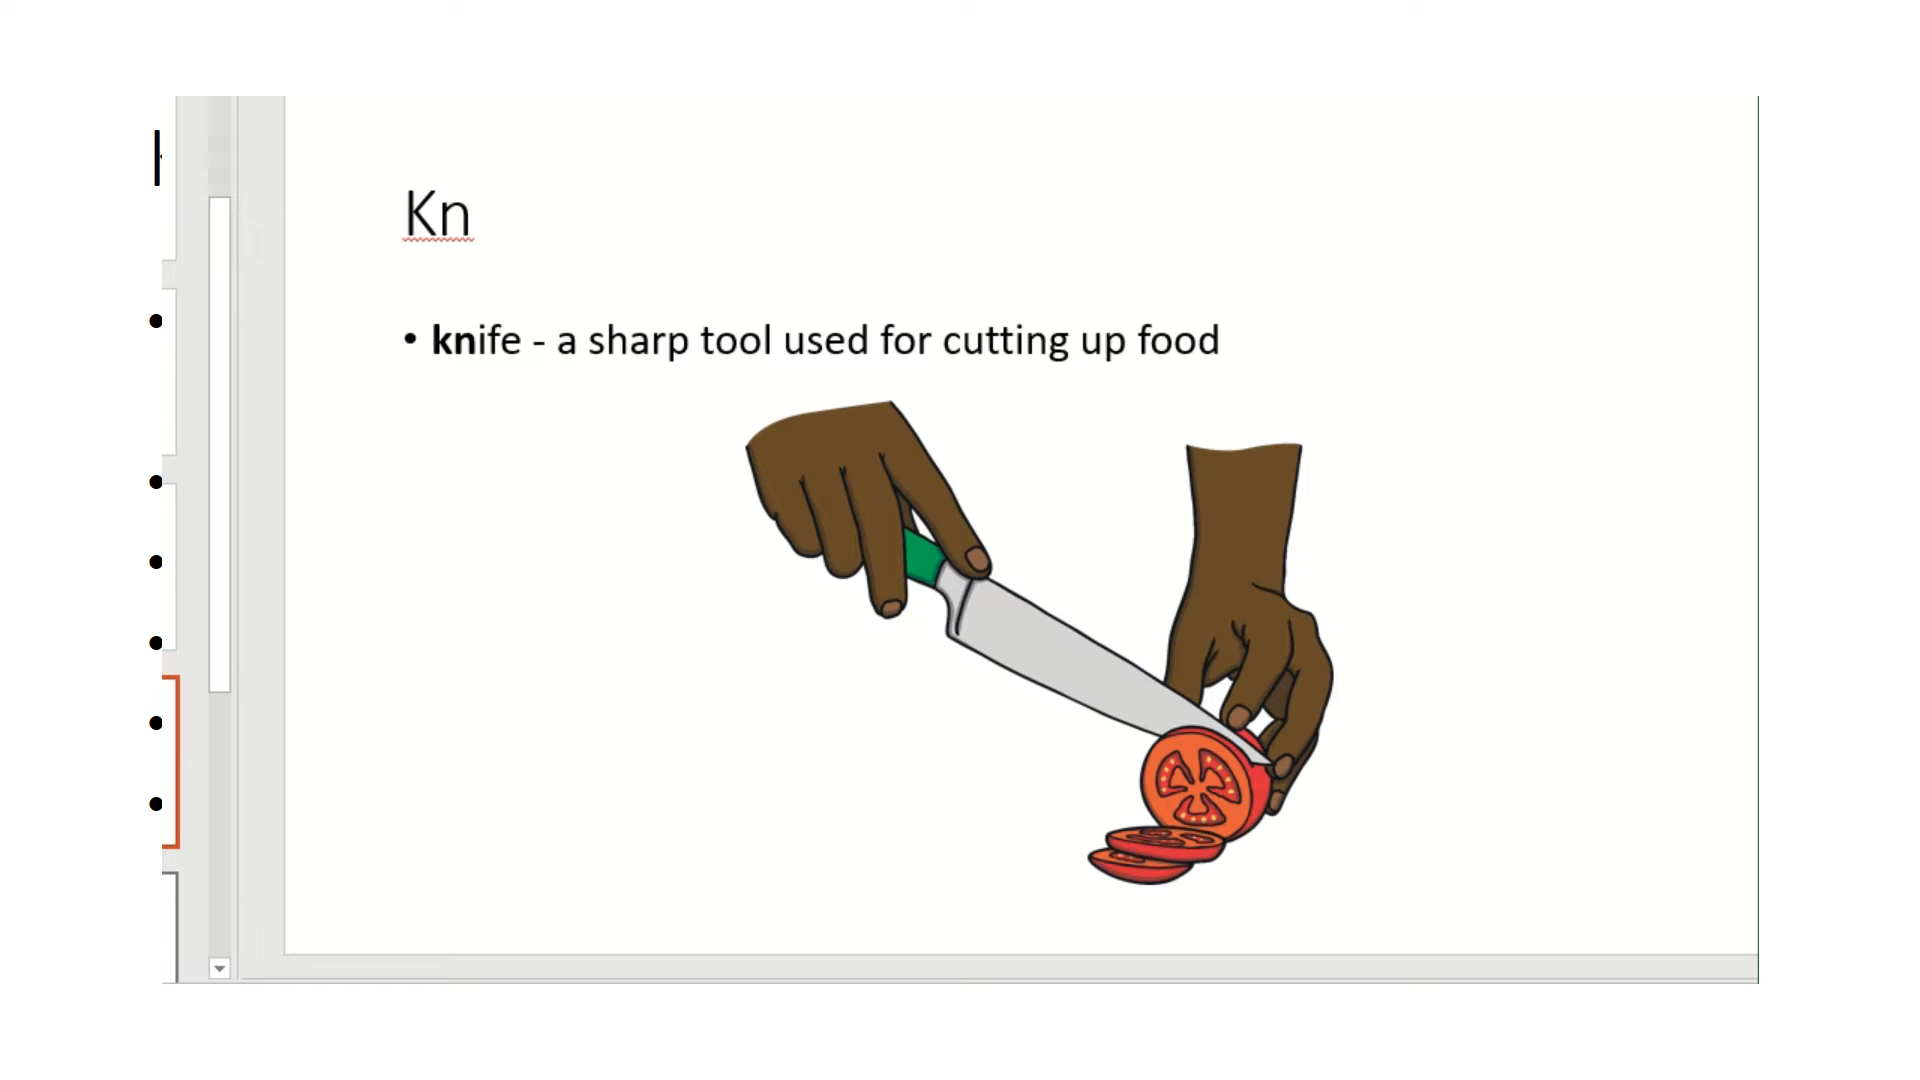 Kn
• knife - a sharp tool used for cutting up food